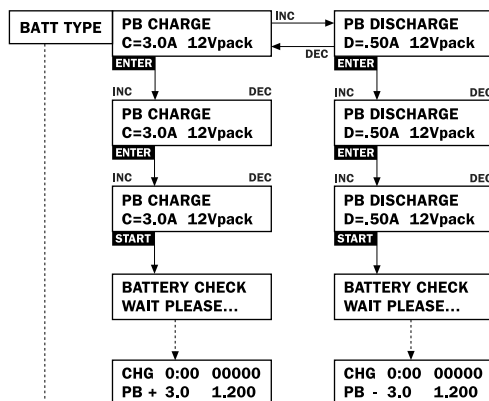 BATT TYPE
PB CHARGE
C=3.0A 12Vpack
INC
DEC
PB DISCHARGE
D=.50A 12Vpack
ENTER
ENTER
INC DEC
INC DEC
PB CHARGE
C=3.0A 12Vpack
PB DISCHARGE
D=.50A 12Vpack
ENTER
ENTER
INC DEC
INC DEC
PB CHARGE
C=3.0A 12Vpack
PB DISCHARGE
D=.50A 12Vpack
START
START
BATTERY CHECK
WAIT PLEASE...
BATTERY CHECK
WAIT PLEASE...
CHG 0:00 00000
PB + 3.0 1.200
CHG 0:00 00000
PB - 3.0 1.200